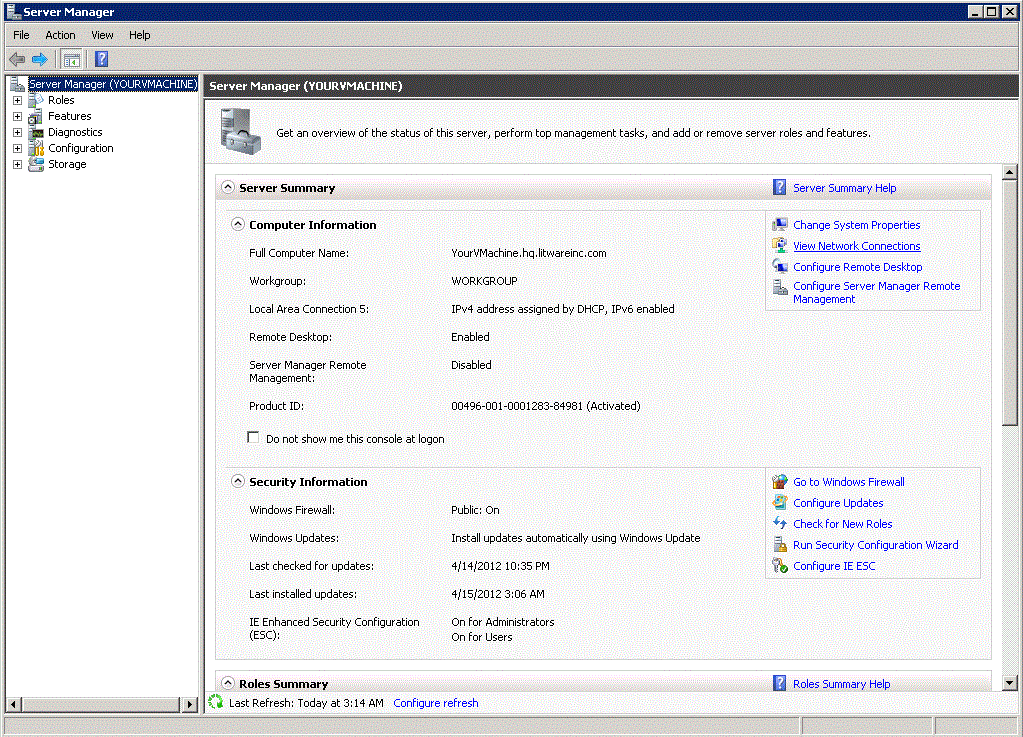 Server Manager
File Action View Help
Server Manager (YOURVMACHINE)
Roles
Features
Diagnostics
Configuration
Storage
Server Manager (YOURVMACHINE)
Get an overview of the status of this server, perform top management tasks, and add or remove server roles and features.
Server Summary
Server Summary Help
Computer Information
Full Computer Name: YourVMachine.hq.litwareinc.com
Workgroup: WORKGROUP
Local Area Connection 5: IPv4 address assigned by DHCP, IPv6 enabled
Remote Desktop: Enabled
Server Manager Remote Disabled
Management:
Product ID: 00496-001-0001283-84981 (Activated)
Do not show me this console at logon
Change System Properties
View Network Connections
Configure Remote Desktop
Configure Server Manager Remote
Management
Security Information
Windows Firewall: Public: On
Windows Updates: Install updates automatically using Windows Update
Last checked for updates: 4/14/2012 10:35 PM
Last installed updates: 4/15/2012 3:06 AM
IE Enhanced Security Configuration On for Administrators
(ESC): On for Users
Go to Windows Firewall
Configure Updates
Check for New Roles
Run Security Configuration Wizard
Configure IE ESC
Roles Summary
Roles Summary Help
Last Refresh: Today at 3:14 AM Configure refresh